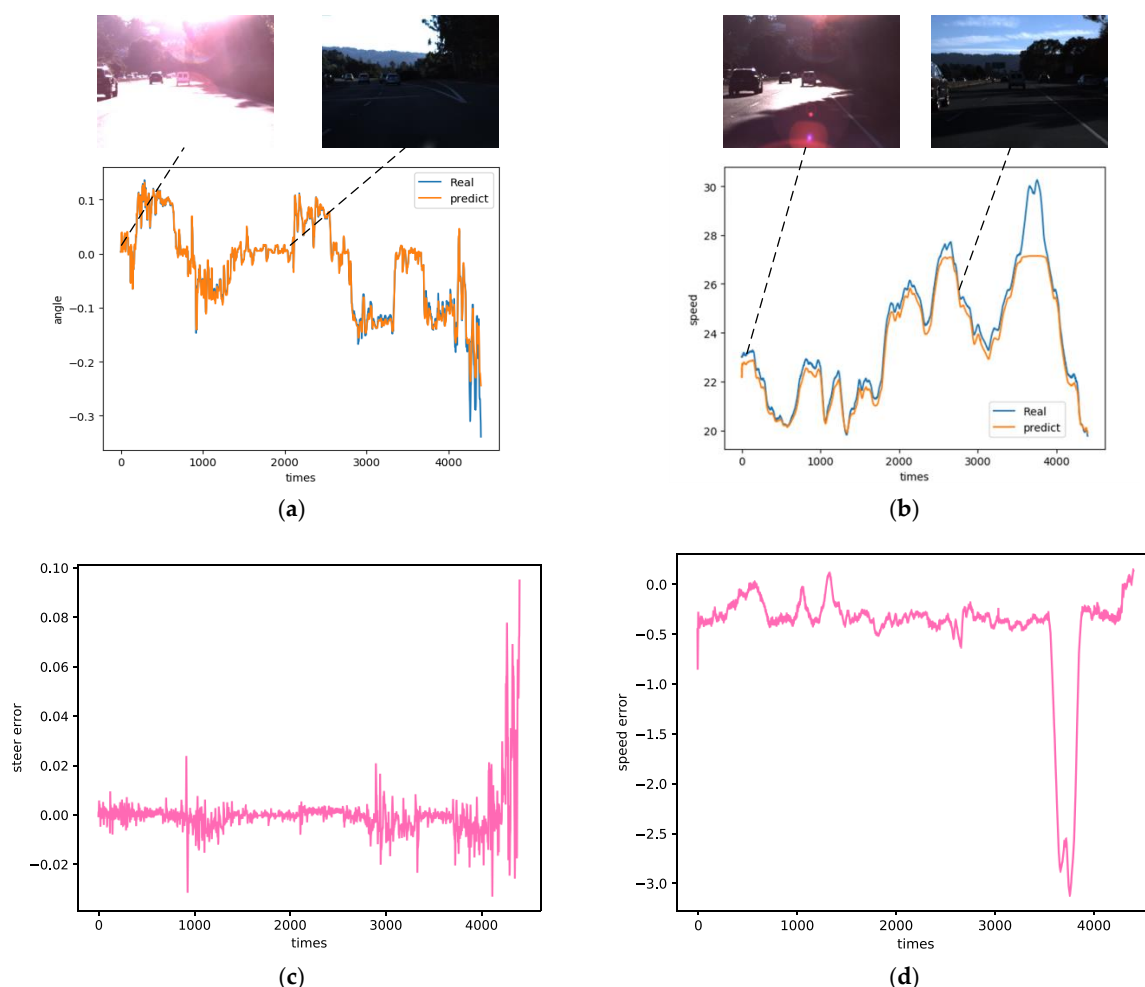 Real
predict
0.1
0.0
−0.1
−0.2
−0.3
angle
0 1000 2000 3000 4000
times
(a)
Real
predict
30
28
26
24
22
20
speed
0 1000 2000 3000 4000
times
(b)
0.10
0.08
0.06
0.04
0.02
0.00
−0.02
steer error
0 1000 2000 3000 4000
times
(c)
0.0
−0.5
−1.0
−1.5
−2.0
−2.5
−3.0
speed error
0 1000 2000 3000 4000
times
(d)